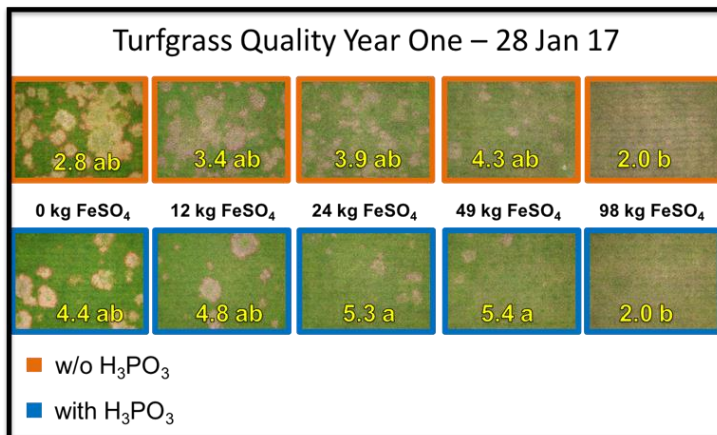 Turfgrass Quality Year One – 28 Jan 17
2.8 ab 3.4 ab 3.9 ab 4.3 ab 2.0 b
0 kg FeSO₄ 12 kg FeSO₄ 24 kg FeSO₄ 49 kg FeSO₄ 98 kg FeSO₄
4.4 ab 4.8 ab 5.3 a 5.4 a 2.0 b
w/o H₃PO₃
with H₃PO₃